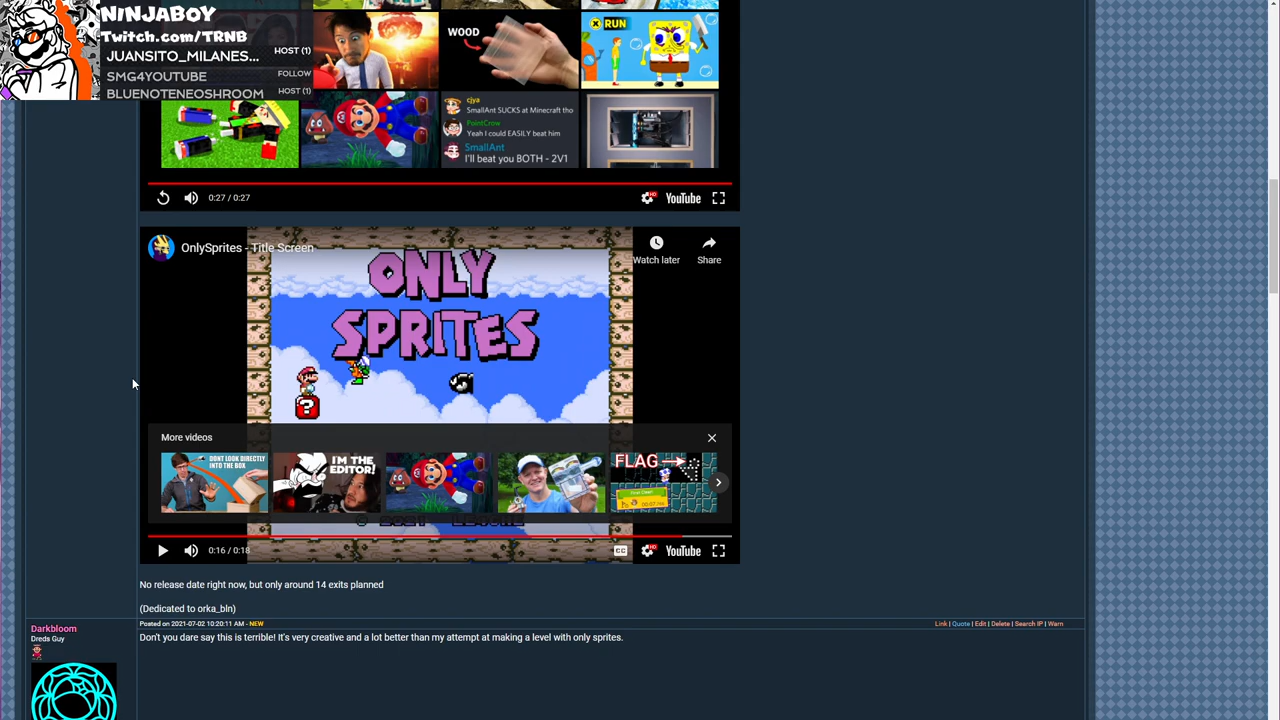 NINJABOY
Twitch.com/TRNB
JUANSITO_MILANES... HOST (1)
SMG4YOUTUBE FOLLOW
BLUENOTENEOSHROOM HOST (1)
WOOD
X RUN
cjya
SmallAnt SUCKS at Minecraft tho
PointCrow
Yeah I could EASILY beat him
SmallAnt
I'll beat you BOTH - 2V1
0:27 / 0:27
HD
YouTube
OnlySprites - Title Screen
Watch later
Share
ONLY
SPRITES
?
More videos
DONT LOOK DIRECTLY
INTO THE BOX
I'M THE
EDITOR!
FLAG
0:16 / 0:18
CC
HD
YouTube
No release date right now, but only around 14 exits planned
(Dedicated to orka_bln)
Darkbloom
Dreds Guy
Posted on 2021-07-02 10:20:11 AM - NEW
Link | Quote | Edit | Delete | Search IP | Warn
Don't you dare say this is terrible! It's very creative and a lot better than my attempt at making a level with only sprites.